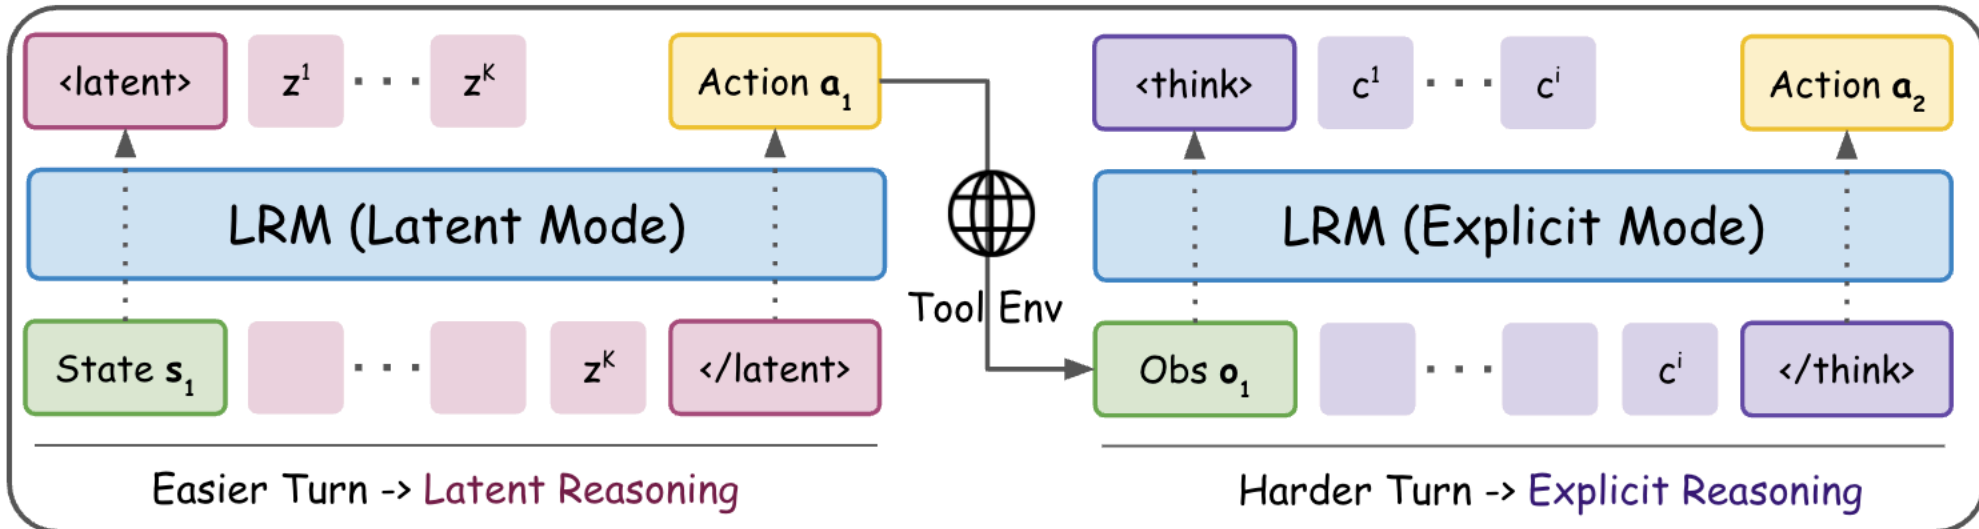 <latent> z¹ ··· zᴷ Action a₁
<think> c¹ ··· cⁱ Action a₂
LRM (Latent Mode)
LRM (Explicit Mode)
Tool Env
State s₁ ··· zᴷ </latent>
Obs o₁ ··· cⁱ </think>
Easier Turn -> Latent Reasoning
Harder Turn -> Explicit Reasoning